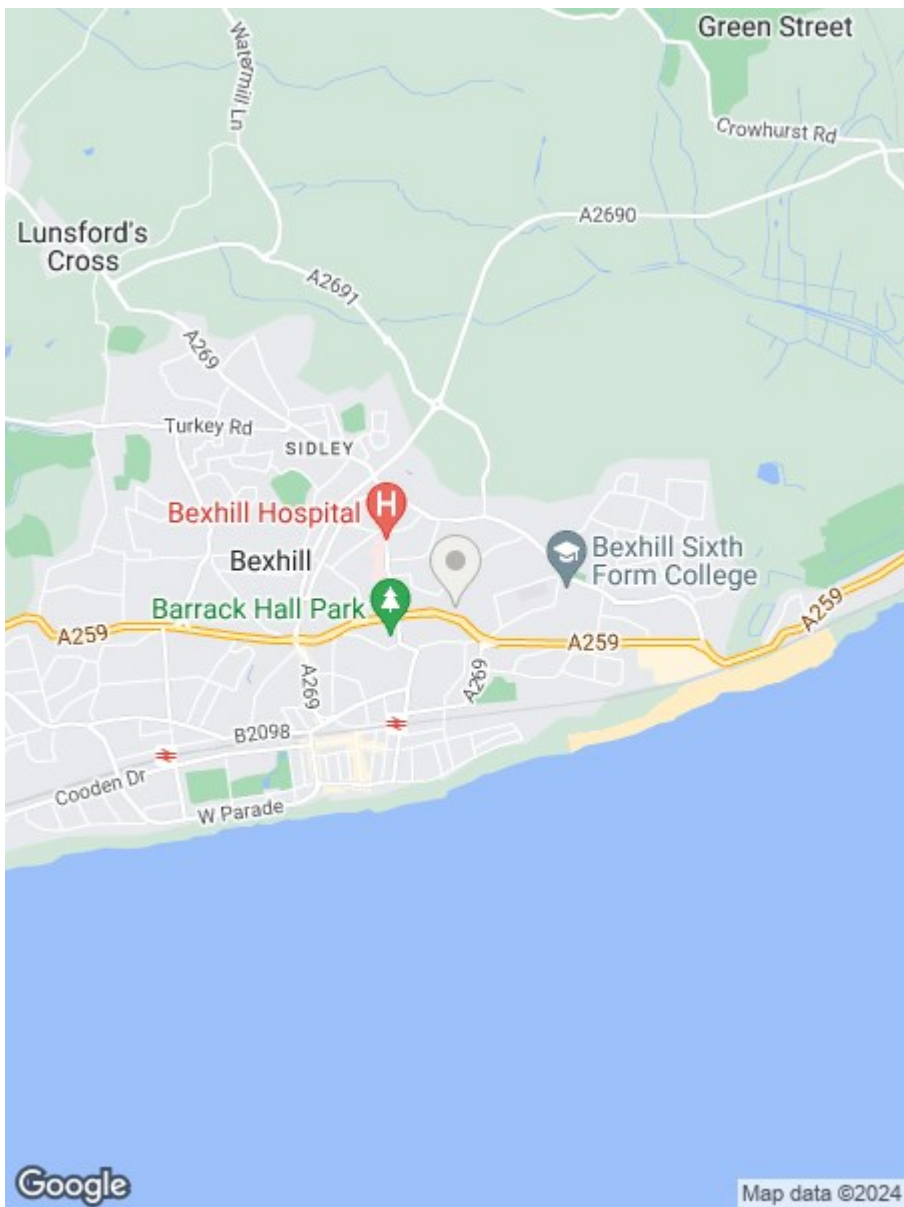 Green Street
Watermill Ln
Crowhurst Rd
A2690
Lunsford's
Cross
A2691
A269
Turkey Rd
SIDLEY
Bexhill Hospital
H
Bexhill
Bexhill Sixth
Form College
Barrack Hall Park
A259
A259
A259
A269
A269
B2098
Cooden Dr
W Parade
Google
Map data ©2024